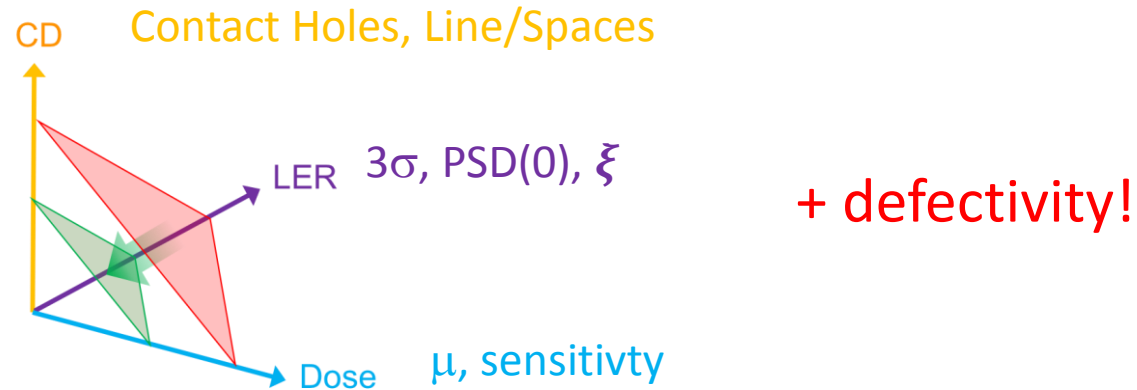 CD
Contact Holes, Line/Spaces
LER
3σ, PSD(0), ξ
+ defectivity!
Dose
μ, sensitivty